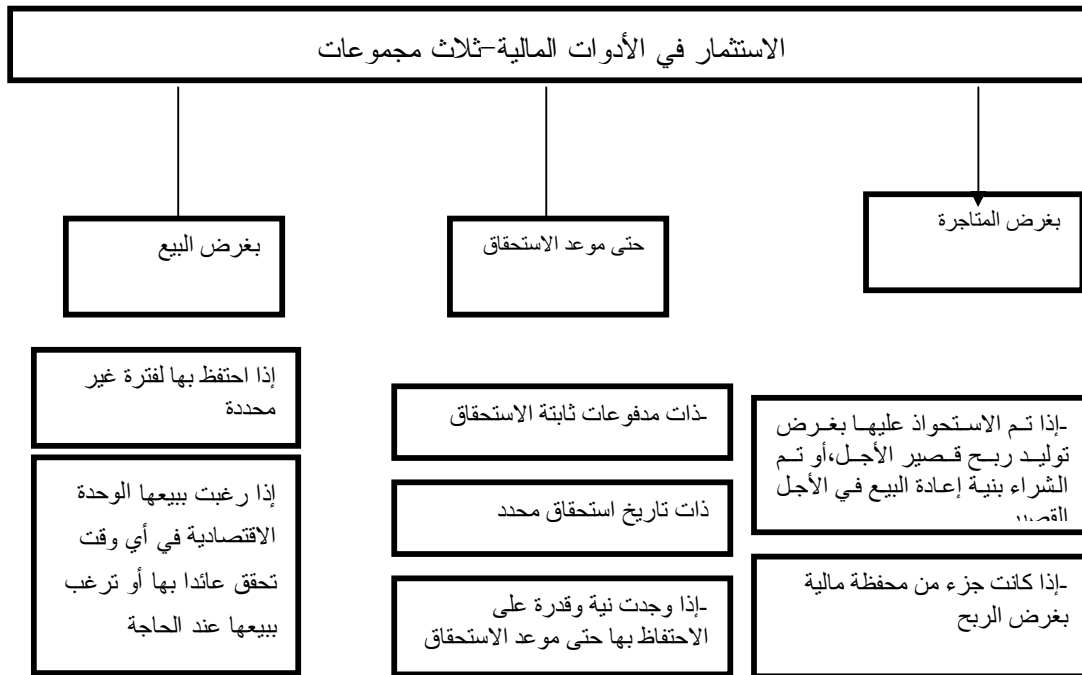 الاستثمار في الأدوات المالية-ثلاث مجموعات
بغرض المتاجرة
حتى موعد الاستحقاق
بغرض البيع
-إذا تم الاستحواذ عليها بغرض
توليد ربح قصير الأجل،أو تم
الشراء بنية إعادة البيع في الأجل
القصير
-إذا كانت جزء من محفظة مالية
بغرض الربح
-ذات مدفوعات ثابتة الاستحقاق
ذات تاريخ استحقاق محدد
-إذا وجدت نية وقدرة على
الاحتفاظ بها حتى موعد الاستحقاق
إذا احتفظ بها لفترة غير
محددة
إذا رغبت ببيعها الوحدة
الاقتصادية في أي وقت
تحقق عائدا بها أو ترغب
ببيعها عند الحاجة